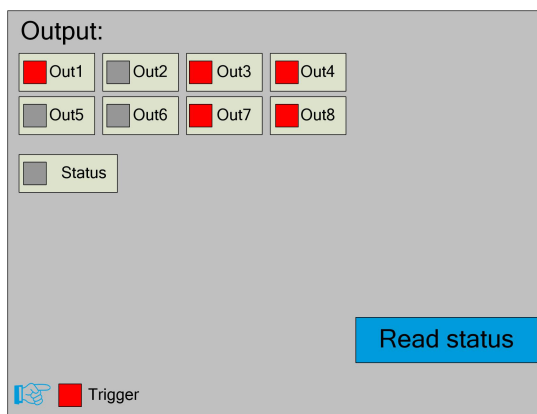 Output:
Out1 Out2 Out3 Out4
Out5 Out6 Out7 Out8
Status
Read status
Trigger